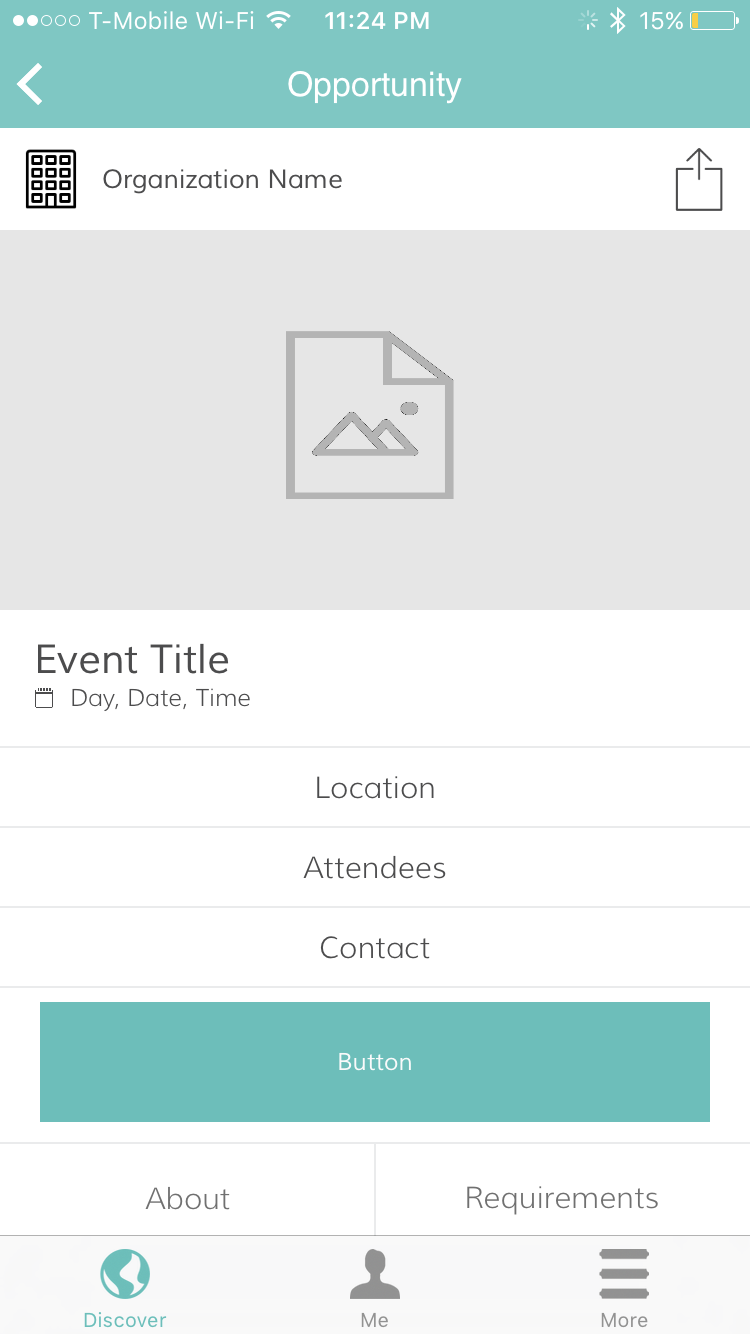 T-Mobile Wi-Fi 11:24 PM 15%
Opportunity
Organization Name
Event Title
Day, Date, Time
Location
Attendees
Contact
Button
About Requirements
Discover Me More